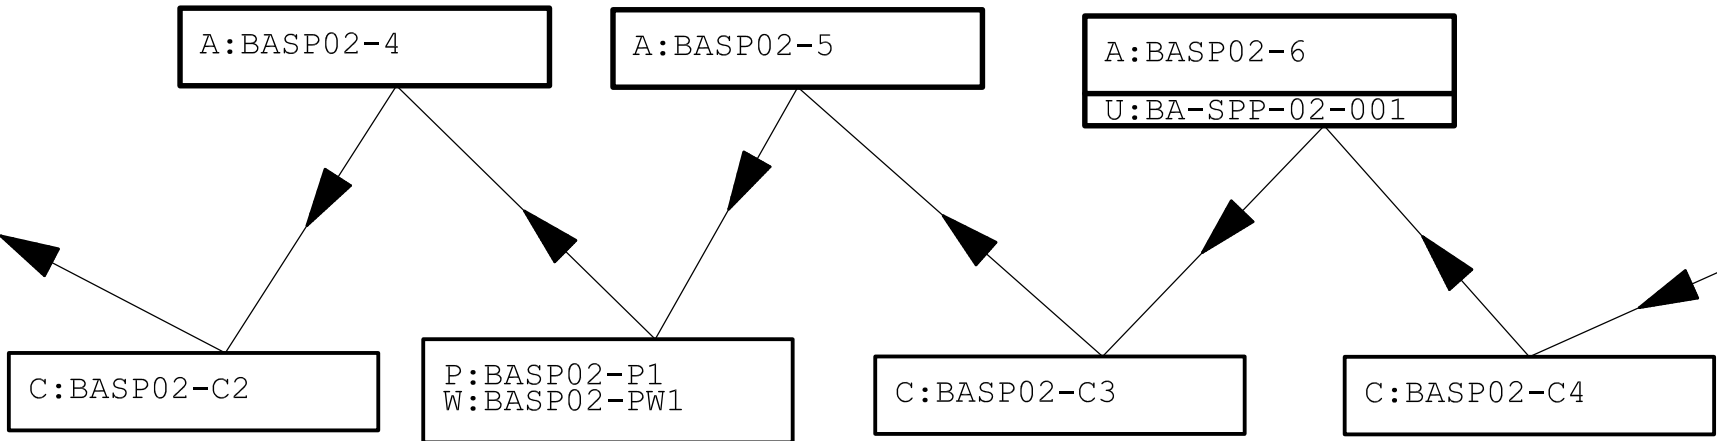 A:BASP02-4
A:BASP02-5
A:BASP02-6
U:BA-SPP-02-001
C:BASP02-C2
P:BASP02-P1
W:BASP02-PW1
C:BASP02-C3
C:BASP02-C4